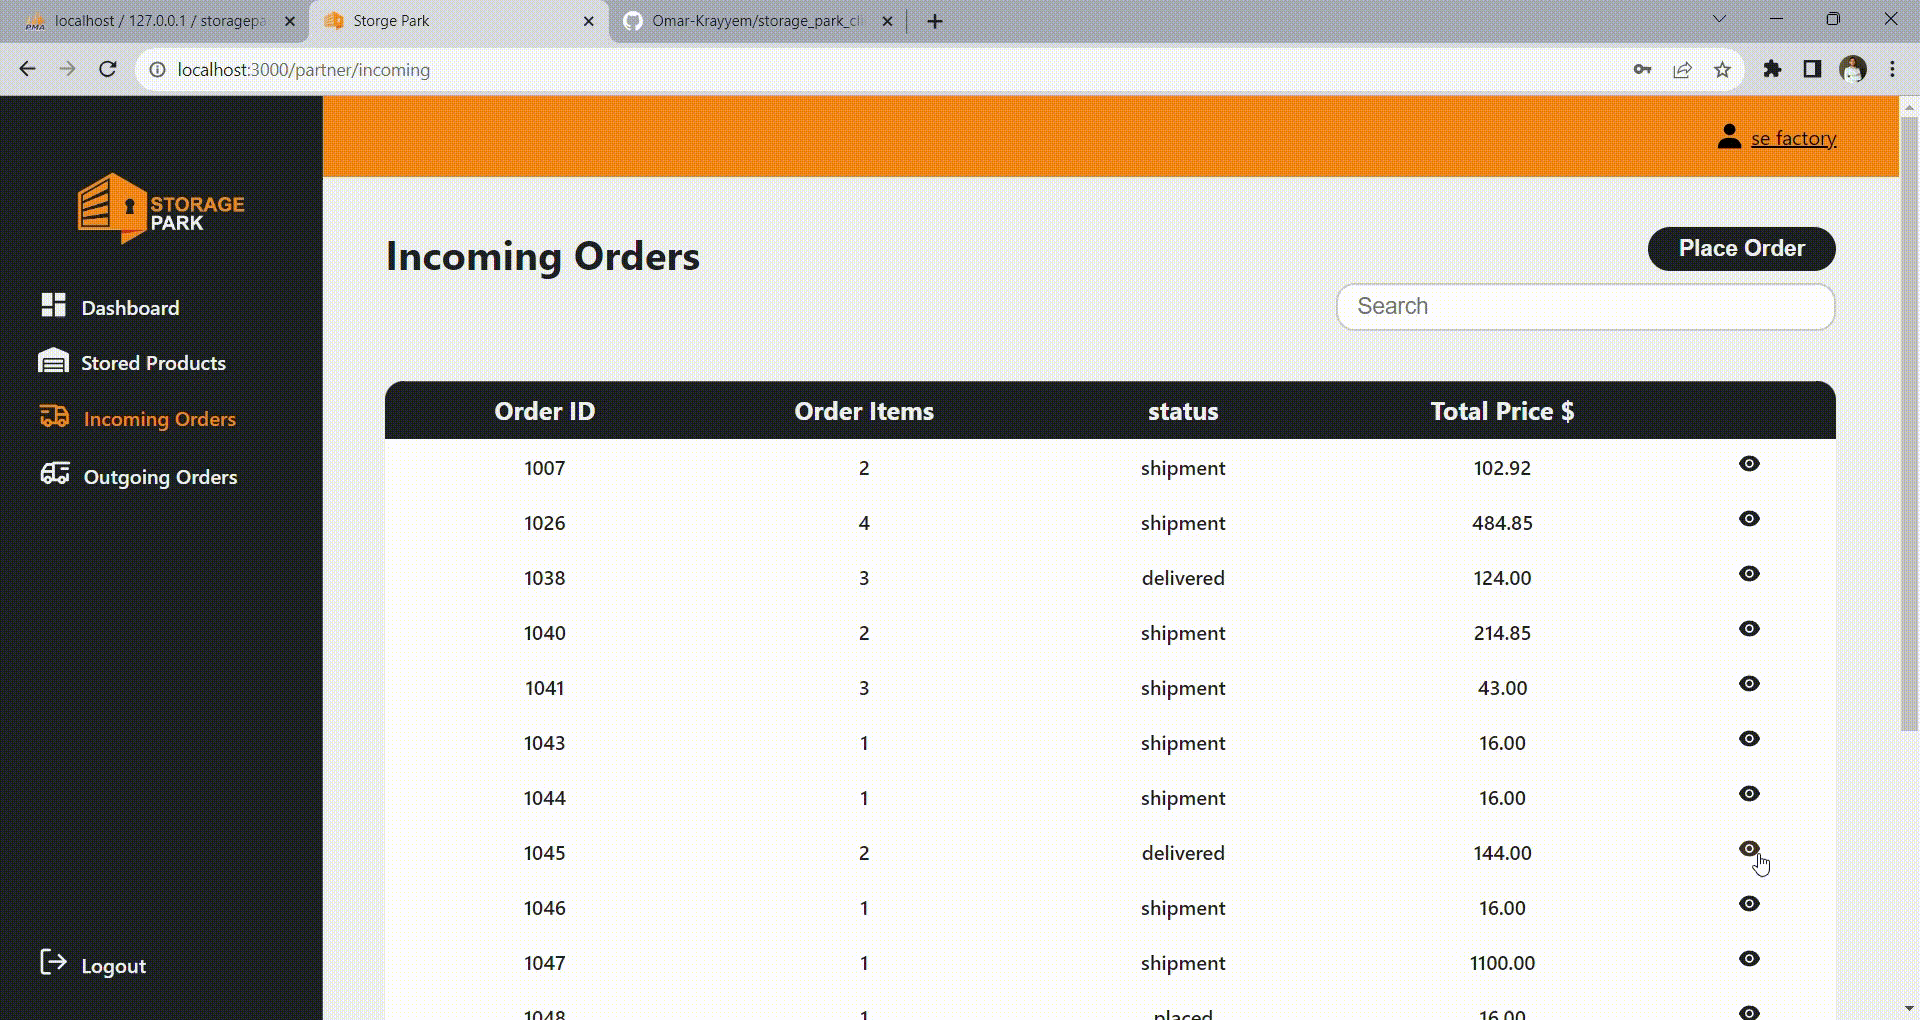 localhost / 127.0.0.1 / storagepa
Storge Park
Omar-Krayyem/storage_park_cli
localhost:3000/partner/incoming
se factory
STORAGE
PARK
Dashboard
Stored Products
Incoming Orders
Outgoing Orders
Logout
Incoming Orders
Place Order
Search
Order ID Order Items status Total Price $
1007 2 shipment 102.92
1026 4 shipment 484.85
1038 3 delivered 124.00
1040 2 shipment 214.85
1041 3 shipment 43.00
1043 1 shipment 16.00
1044 1 shipment 16.00
1045 2 delivered 144.00
1046 1 shipment 16.00
1047 1 shipment 1100.00
1048 1 placed 16.00